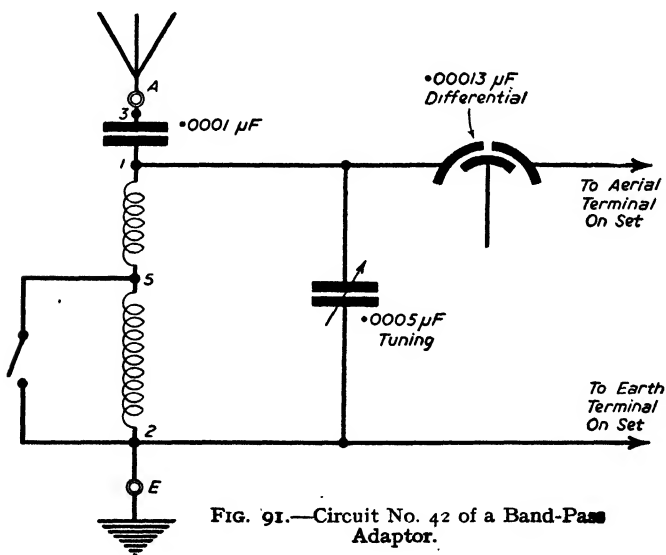 A
3
·0001 µF
·00013 µF
Differential
1
To Aerial
Terminal
On Set
5
·0005 µF
Tuning
To Earth
Terminal
On Set
2
E
FIG. 91.—Circuit No. 42 of a Band-Pass
Adaptor.